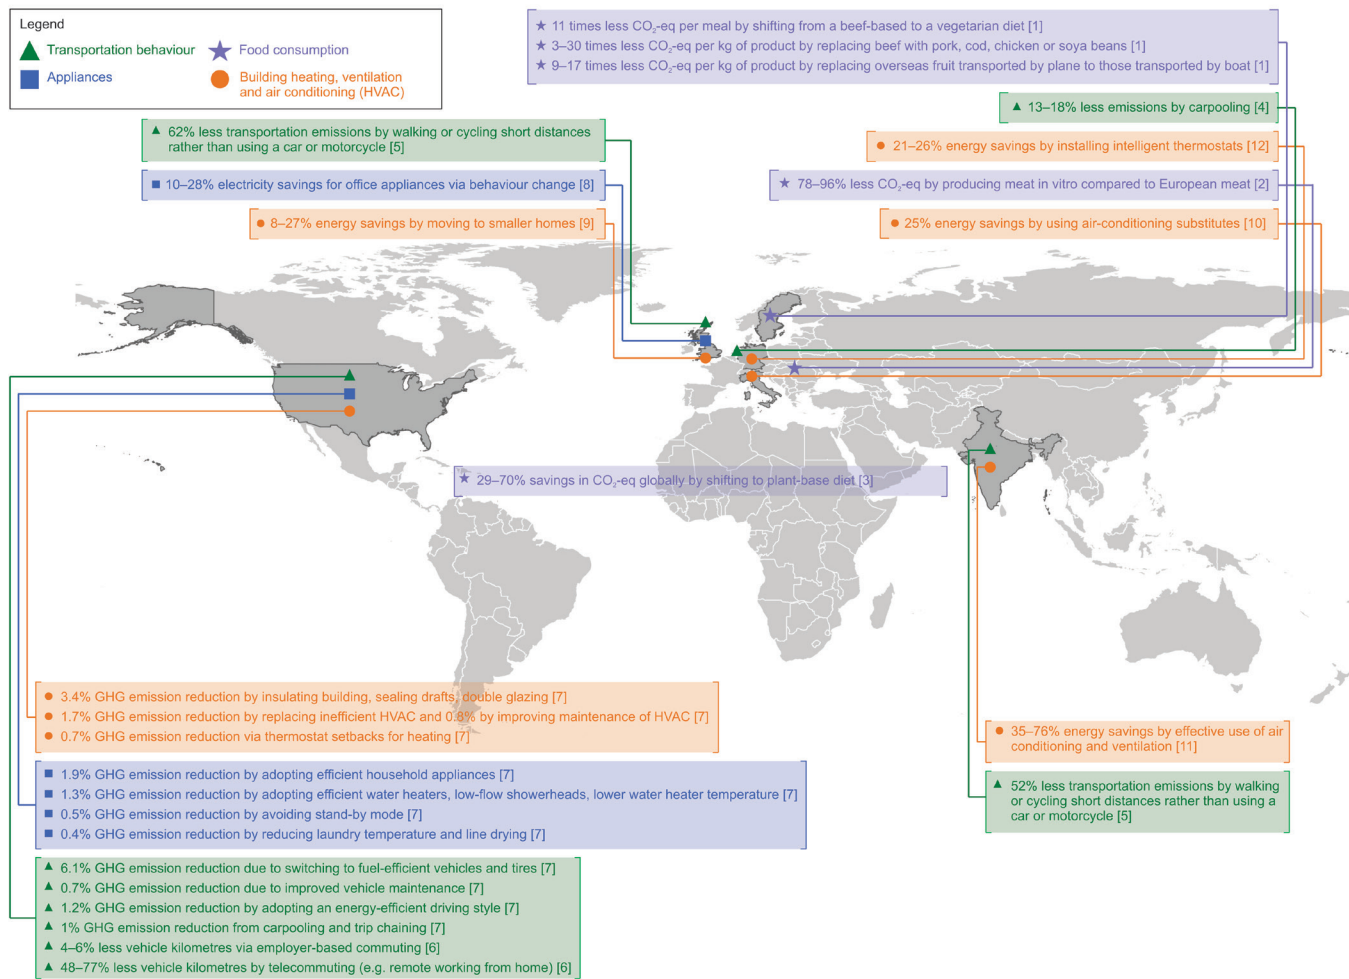 Legend
Transportation behaviour
Food consumption
Appliances
Building heating, ventilation
and air conditioning (HVAC)
11 times less CO₂-eq per meal by shifting from a beef-based to a vegetarian diet [1]
3–30 times less CO₂-eq per kg of product by replacing beef with pork, cod, chicken or soya beans [1]
9–17 times less CO₂-eq per kg of product by replacing overseas fruit transported by plane to those transported by boat [1]
13–18% less emissions by carpooling [4]
62% less transportation emissions by walking or cycling short distances
rather than using a car or motorcycle [5]
21–26% energy savings by installing intelligent thermostats [12]
10–28% electricity savings for office appliances via behaviour change [8]
78–96% less CO₂-eq by producing meat in vitro compared to European meat [2]
8–27% energy savings by moving to smaller homes [9]
25% energy savings by using air-conditioning substitutes [10]
29–70% savings in CO₂-eq globally by shifting to plant-base diet [3]
3.4% GHG emission reduction by insulating building, sealing drafts, double glazing [7]
1.7% GHG emission reduction by replacing inefficient HVAC and 0.8% by improving maintenance of HVAC [7]
0.7% GHG emission reduction via thermostat setbacks for heating [7]
35–76% energy savings by effective use of air
conditioning and ventilation [11]
1.9% GHG emission reduction by adopting efficient household appliances [7]
1.3% GHG emission reduction by adopting efficient water heaters, low-flow showerheads, lower water heater temperature [7]
0.5% GHG emission reduction by avoiding stand-by mode [7]
0.4% GHG emission reduction by reducing laundry temperature and line drying [7]
52% less transportation emissions by walking
or cycling short distances rather than using a
car or motorcycle [5]
6.1% GHG emission reduction due to switching to fuel-efficient vehicles and tires [7]
0.7% GHG emission reduction due to improved vehicle maintenance [7]
1.2% GHG emission reduction by adopting an energy-efficient driving style [7]
1% GHG emission reduction from carpooling and trip chaining [7]
4–6% less vehicle kilometres via employer-based commuting [6]
48–77% less vehicle kilometres by telecommuting (e.g. remote working from home) [6]